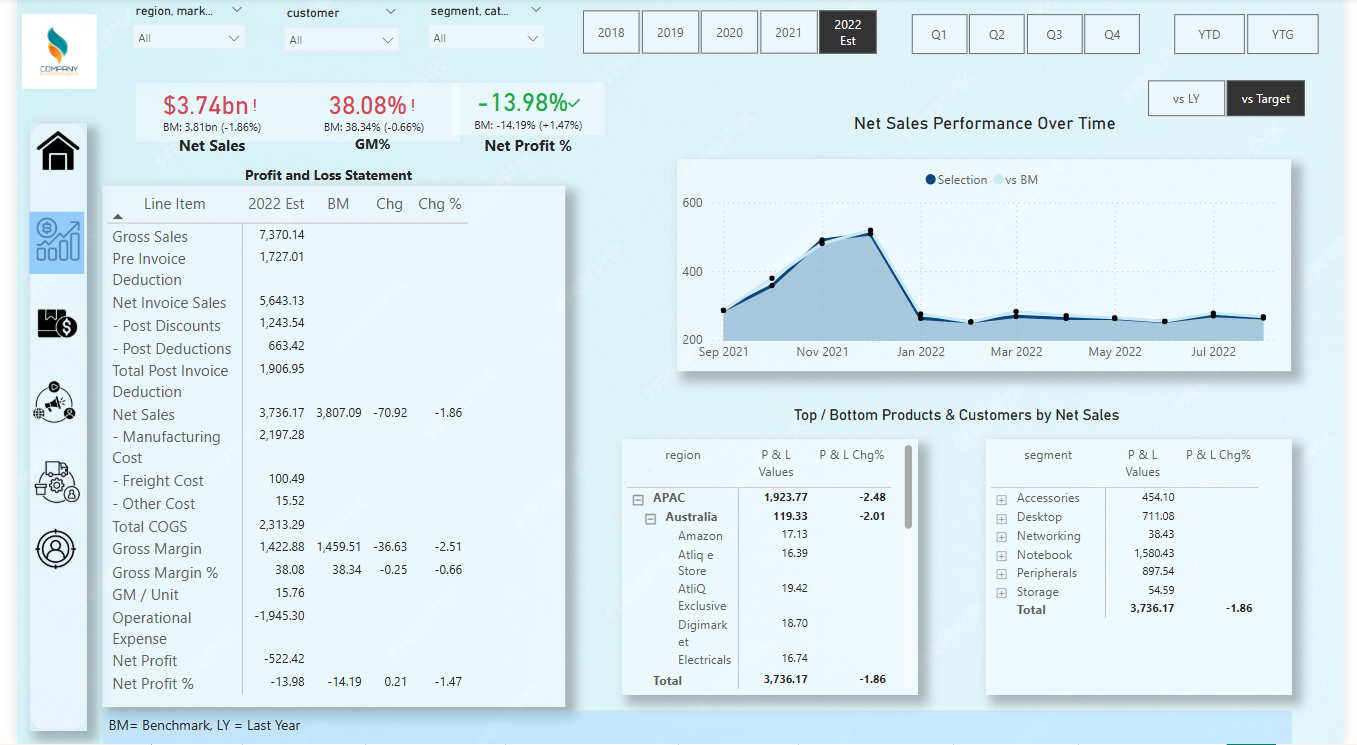 region, mark...
customer
segment, cat...
All
All
All
2018
2019
2020
2021
2022
Est
Q1
Q2
Q3
Q4
YTD
YTG
COMPANY
vs LY
vs Target
$3.74bn!
BM: 3.81bn (-1.86%)
Net Sales
38.08%!
BM: 38.34% (-0.66%)
GM%
-13.98%✓
BM: -14.19% (+1.47%)
Net Profit %
Net Sales Performance Over Time
Selection
vs BM
600
400
200
Sep 2021
Nov 2021
Jan 2022
Mar 2022
May 2022
Jul 2022
Profit and Loss Statement
Line Item 2022 Est BM Chg Chg %
Gross Sales 7,370.14
Pre Invoice 1,727.01
Deduction
Net Invoice Sales 5,643.13
- Post Discounts 1,243.54
- Post Deductions 663.42
Total Post Invoice 1,906.95
Deduction
Net Sales 3,736.17 3,807.09 -70.92 -1.86
- Manufacturing 2,197.28
Cost
- Freight Cost 100.49
- Other Cost 15.52
Total COGS 2,313.29
Gross Margin 1,422.88 1,459.51 -36.63 -2.51
Gross Margin % 38.08 38.34 -0.25 -0.66
GM / Unit 15.76
Operational -1,945.30
Expense
Net Profit -522.42
Net Profit % -13.98 -14.19 0.21 -1.47
Top / Bottom Products & Customers by Net Sales
region P & L P & L Chg%
Values
APAC 1,923.77 -2.48
Australia 119.33 -2.01
Amazon 17.13
Atliq e 16.39
Store
AtliQ 19.42
Exclusive
Digimark 18.70
et
Electricals 16.74
Total 3,736.17 -1.86
segment P & L P & L Chg%
Values
Accessories 454.10
Desktop 711.08
Networking 38.43
Notebook 1,580.43
Peripherals 897.54
Storage 54.59
Total 3,736.17 -1.86
BM= Benchmark, LY = Last Year